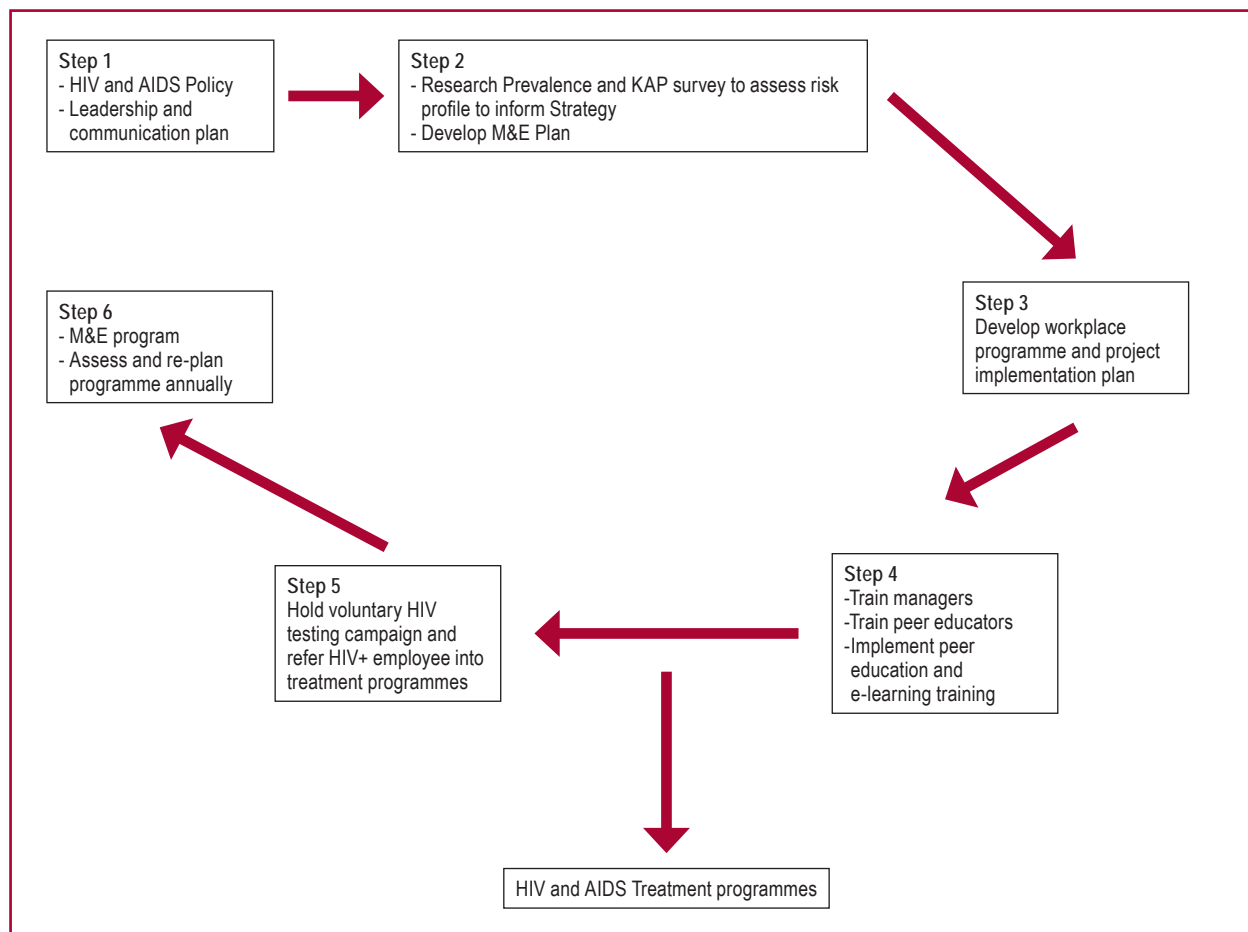 Step 1
- HIV and AIDS Policy
- Leadership and
communication plan
Step 2
- Research Prevalence and KAP survey to assess risk
profile to inform Strategy
- Develop M&E Plan
Step 3
Develop workplace
programme and project
implementation plan
Step 4
-Train managers
-Train peer educators
-Implement peer
education and
e-learning training
Step 5
Hold voluntary HIV
testing campaign and
refer HIV+ employee into
treatment programmes
Step 6
- M&E program
- Assess and re-plan
programme annually
HIV and AIDS Treatment programmes